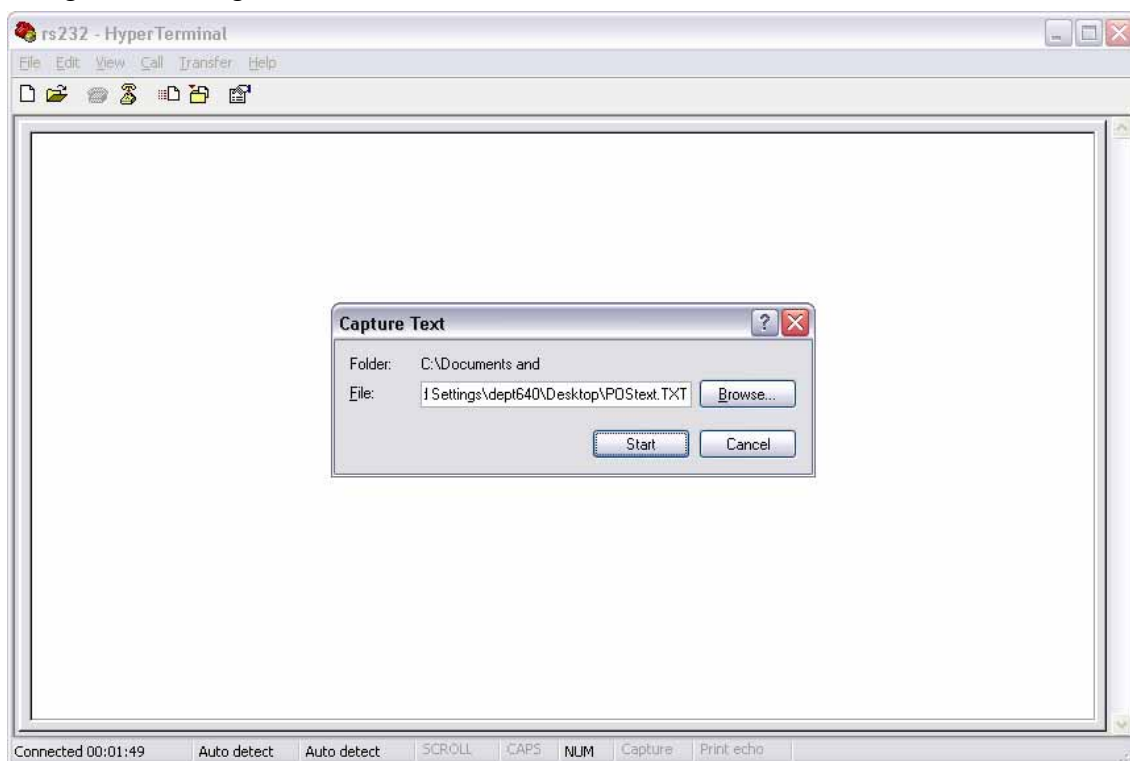 rs232 - HyperTerminal
File Edit View Call Transfer Help
Capture Text
Folder: C:\Documents and
File: Settings\dept640\Desktop\POStext.TXT Browse...
Start Cancel
Connected 00:01:49 Auto detect Auto detect SCROLL CAPS NUM Capture Print echo